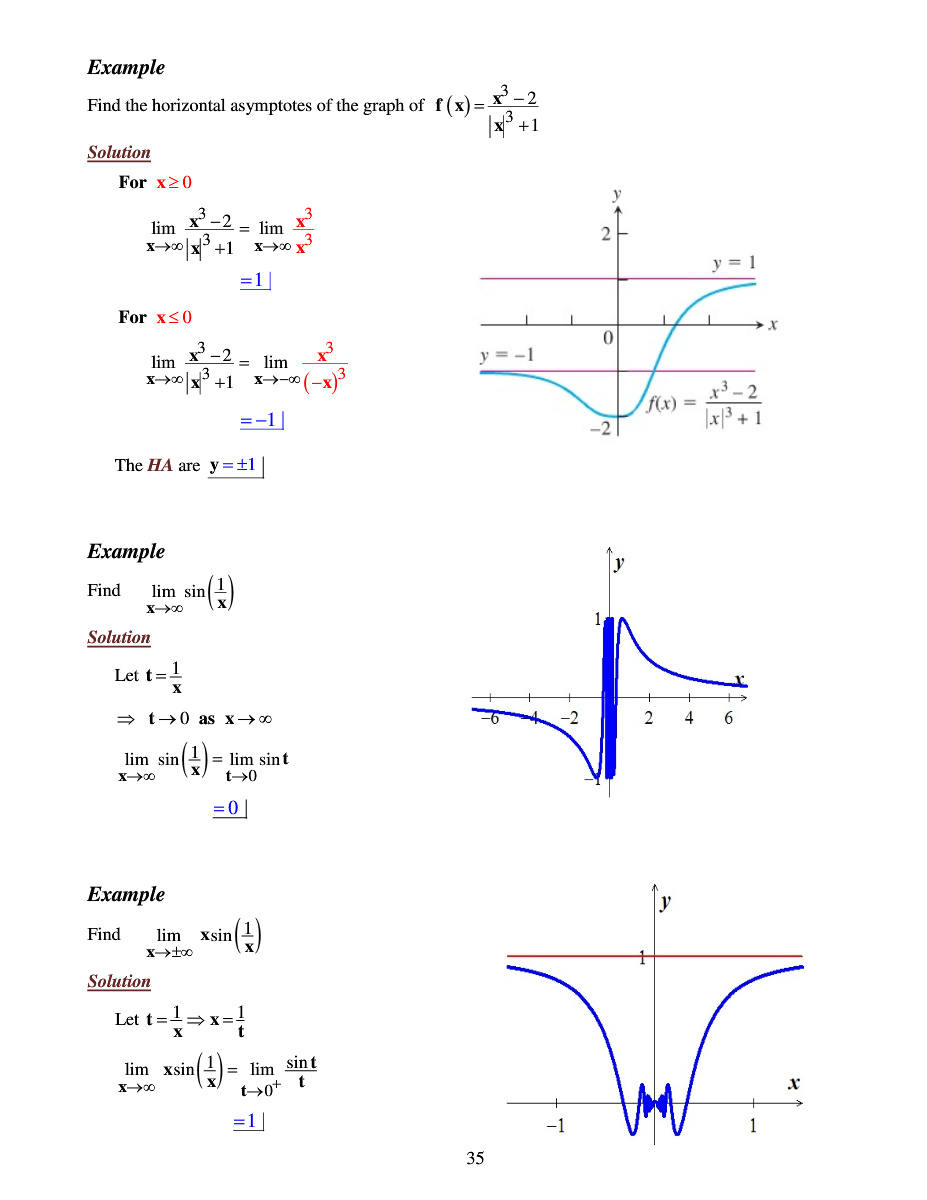 Example
Find the horizontal asymptotes of the graph of f(x) = (x³ − 2)/(|x|³ + 1)
Solution
For x ≥ 0
lim x→∞ (x³ − 2)/(|x|³ + 1) = lim x→∞ x³/x³
= 1
For x ≤ 0
lim x→∞ (x³ − 2)/(|x|³ + 1) = lim x→−∞ x³/(−x)³
= −1
The HA are y = ±1
y
2
y = 1
0
x
y = −1
f(x) = (x³ − 2)/(|x|³ + 1)
−2
Example
Find lim x→∞ sin(1/x)
Solution
Let t = 1/x
⇒ t → 0 as x → ∞
lim x→∞ sin(1/x) = lim t→0 sin t
= 0
y
1
x
−6 −4 −2 2 4 6
−1
Example
Find lim x→±∞ x sin(1/x)
Solution
Let t = 1/x ⇒ x = 1/t
lim x→∞ x sin(1/x) = lim t→0⁺ sin t/t
= 1
y
1
x
−1 1
35